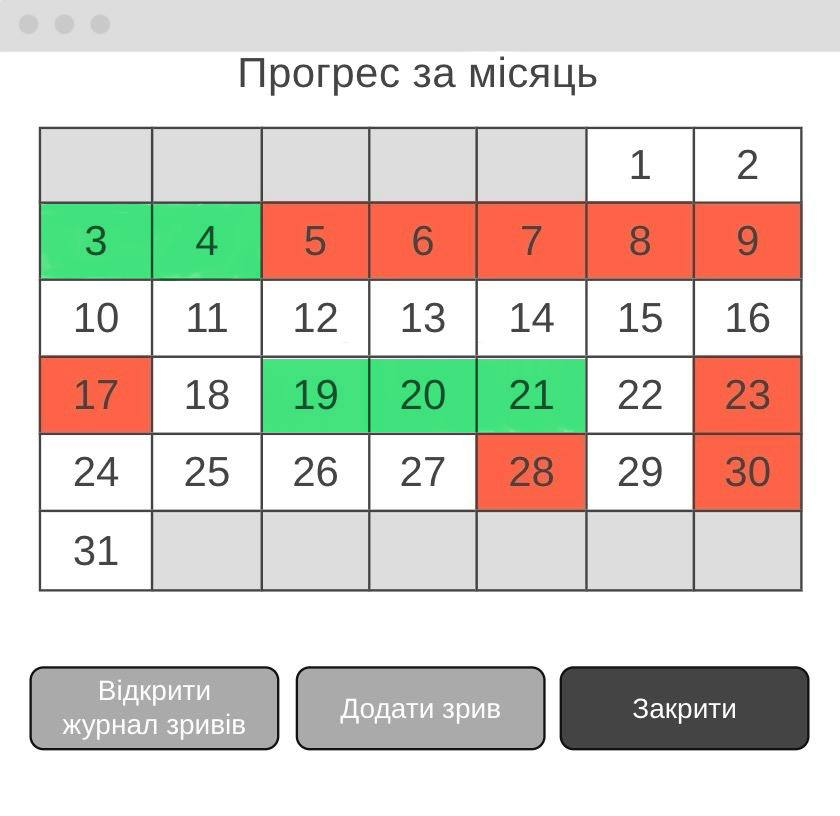 Прогрес за місяць
1 2
3 4 5 6 7 8 9
10 11 12 13 14 15 16
17 18 19 20 21 22 23
24 25 26 27 28 29 30
31
Відкрити
журнал зривів
Додати зрив
Закрити